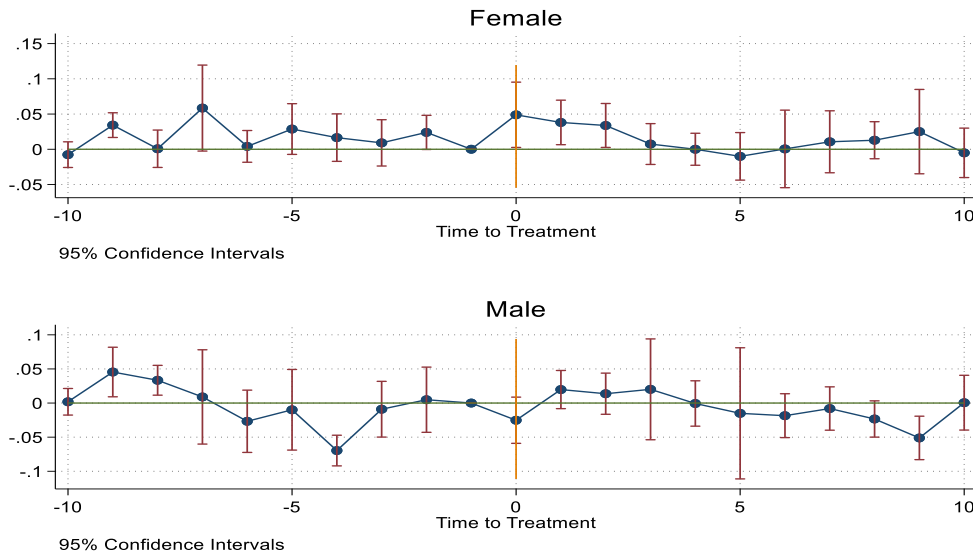 Female
.15
.1
.05
0
-.05
-10 -5 0 5 10
Time to Treatment
95% Confidence Intervals
Male
.1
.05
0
-.05
-.1
-10 -5 0 5 10
Time to Treatment
95% Confidence Intervals